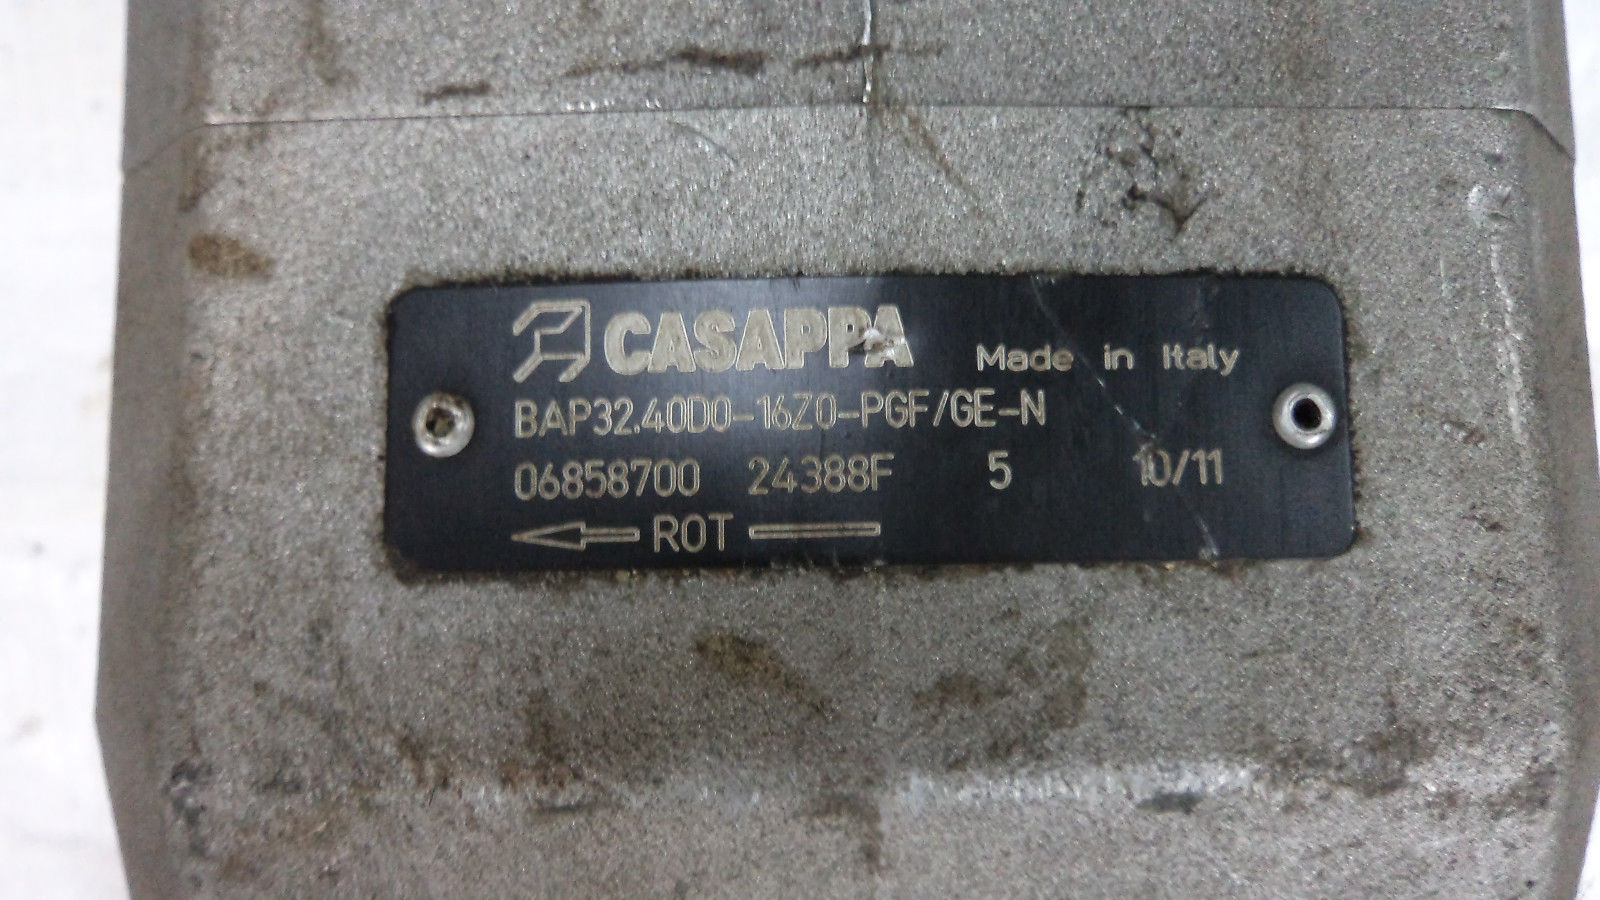 CASAPPA Made in Italy
BAP32.40D0-16Z0-PGF/GE-N
06858700 24388F 5 10/11
ROT